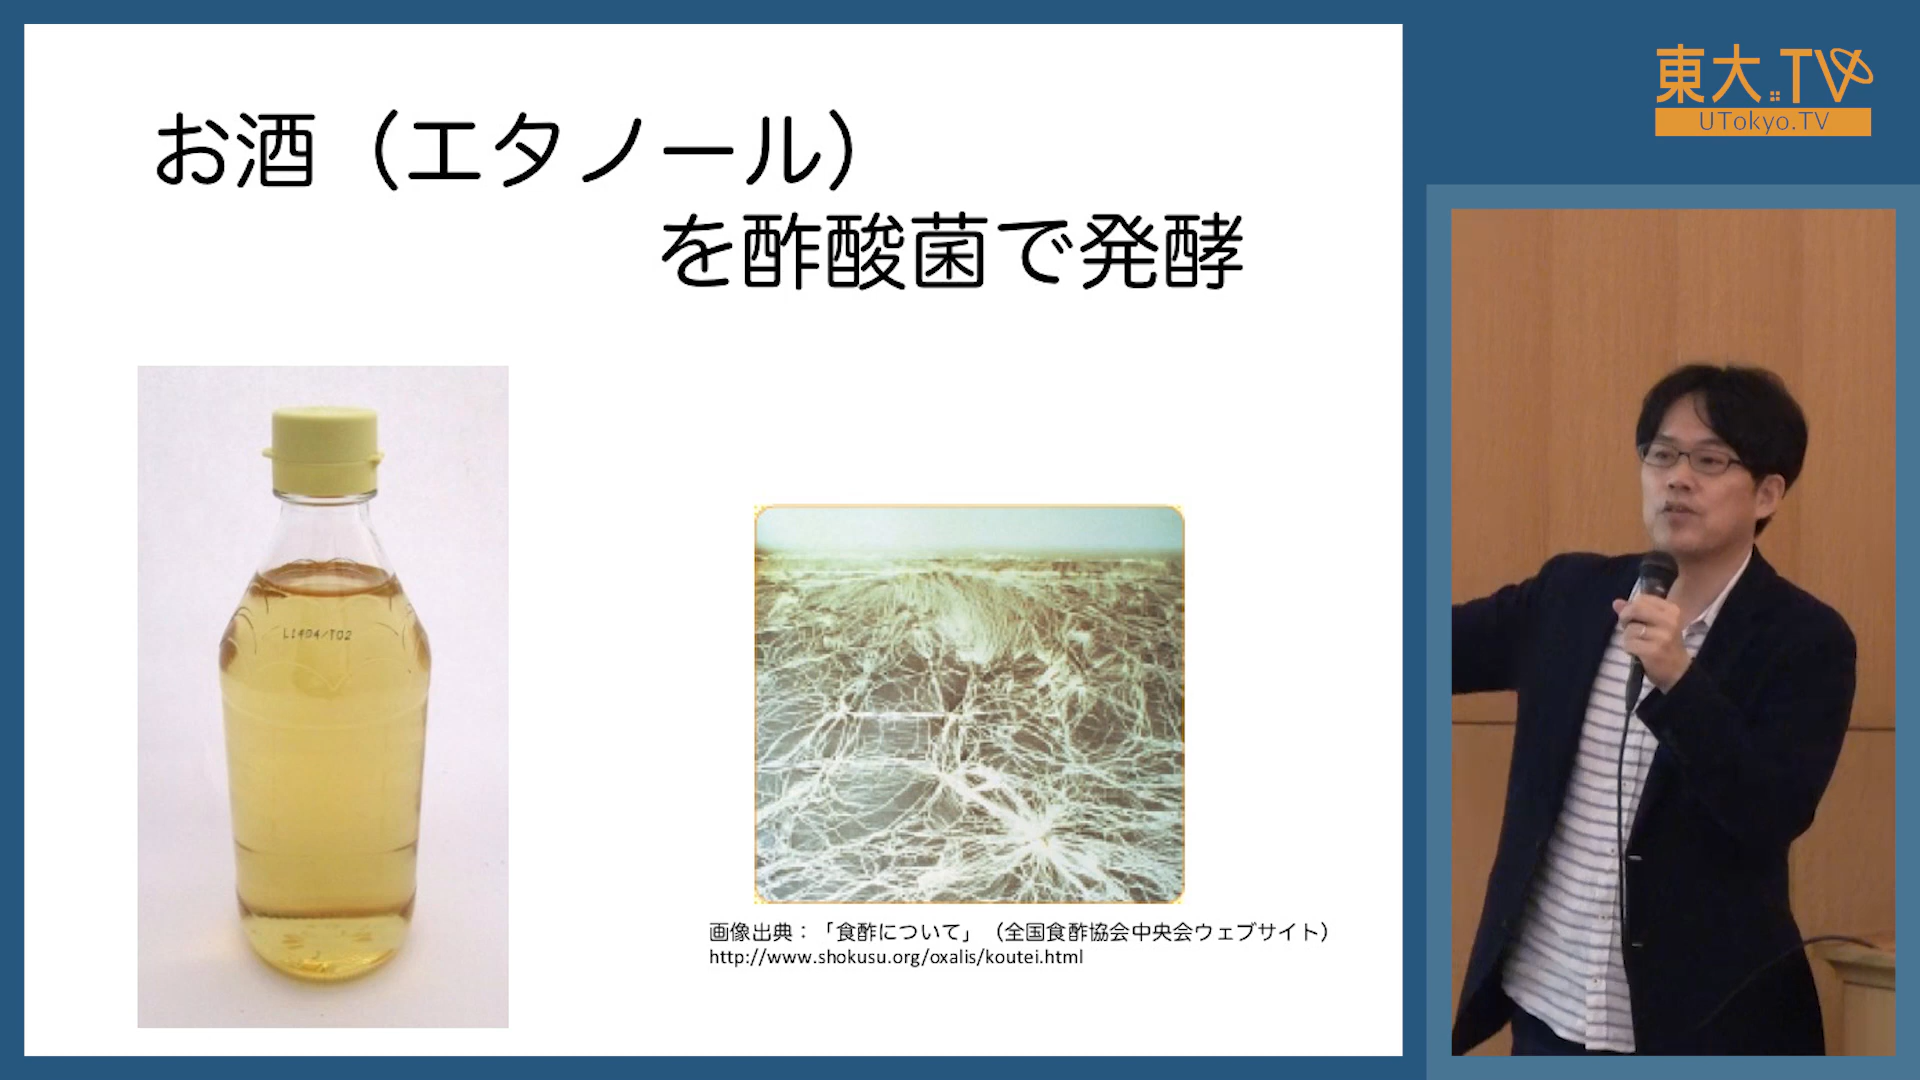 お酒（エタノール）
を酢酸菌で発酵
東大.TV
UTokyo.TV
L1404/T02
画像出典：「食酢について」（全国食酢協会中央会ウェブサイト）
http://www.shokusu.org/oxalis/koutei.html